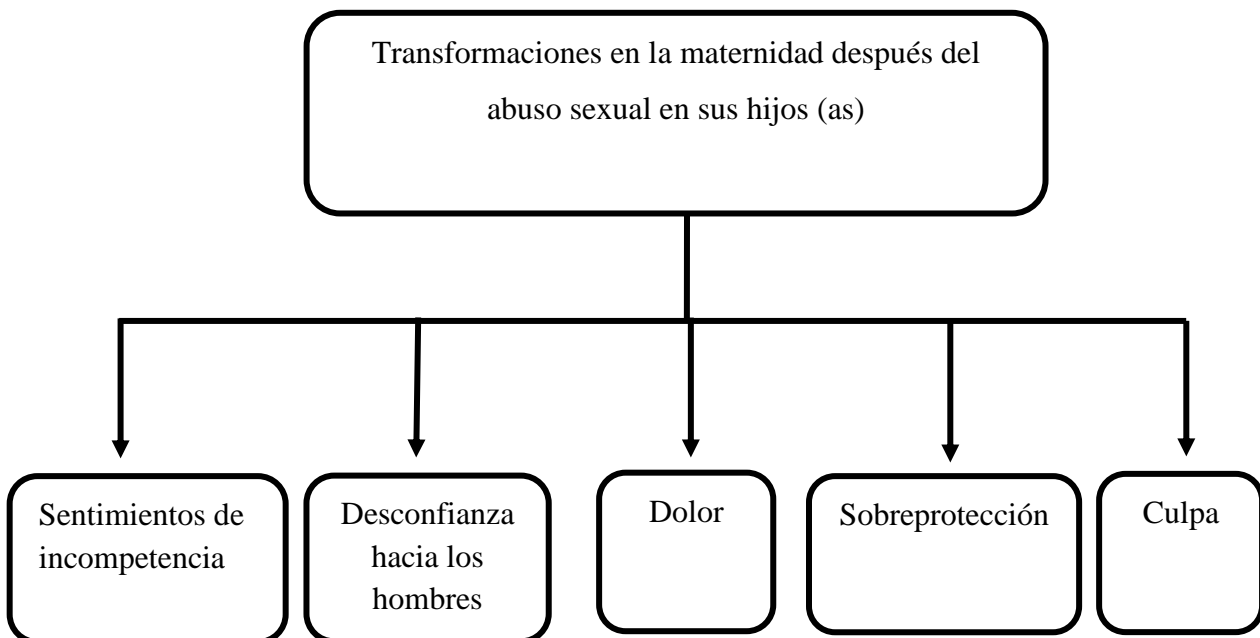 Transformaciones en la maternidad después del
abuso sexual en sus hijos (as)
Sentimientos de
incompetencia
Desconfianza
hacia los
hombres
Dolor
Sobreprotección
Culpa